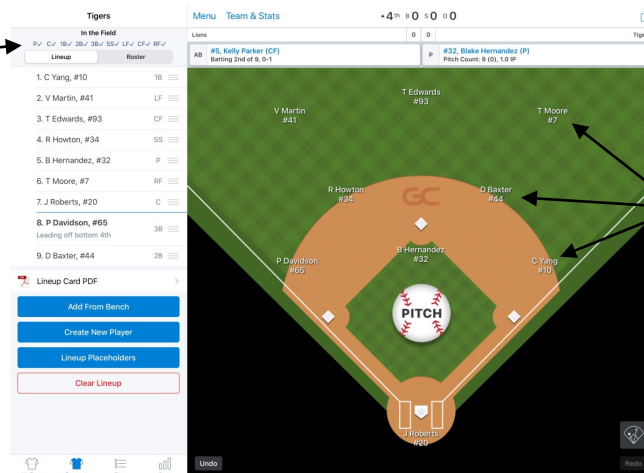 Tigers
In the Field
P✓ C✓ 1B✓ 2B✓ 3B✓ SS✓ LF✓ CF✓ RF✓
Lineup Roster
1. C Yang, #10 1B
2. V Martin, #41 LF
3. T Edwards, #93 CF
4. R Howton, #34 SS
5. B Hernandez, #32 P
6. T Moore, #7 RF
7. J Roberts, #20 C
8. P Davidson, #65 3B
Leading off bottom 4th
9. D Baxter, #44 2B
Lineup Card PDF
Add From Bench
Create New Player
Lineup Placeholders
Clear Lineup
Menu Team & Stats ▲4th B 0 S 0 O 0
Lions 0 0 Tige
AB #5, Kelly Parker (CF)
Batting 2nd of 9, 0-1
P #32, Blake Hernandez (P)
Pitch Count: 9 (0), 1.0 IP
T Edwards
#93
V Martin
#41
T Moore
#7
R Howton
#34
GC
D Baxter
#44
B Hernandez
#32
P Davidson
#65
C Yang
#10
PITCH
J Roberts
#20
Undo Redo